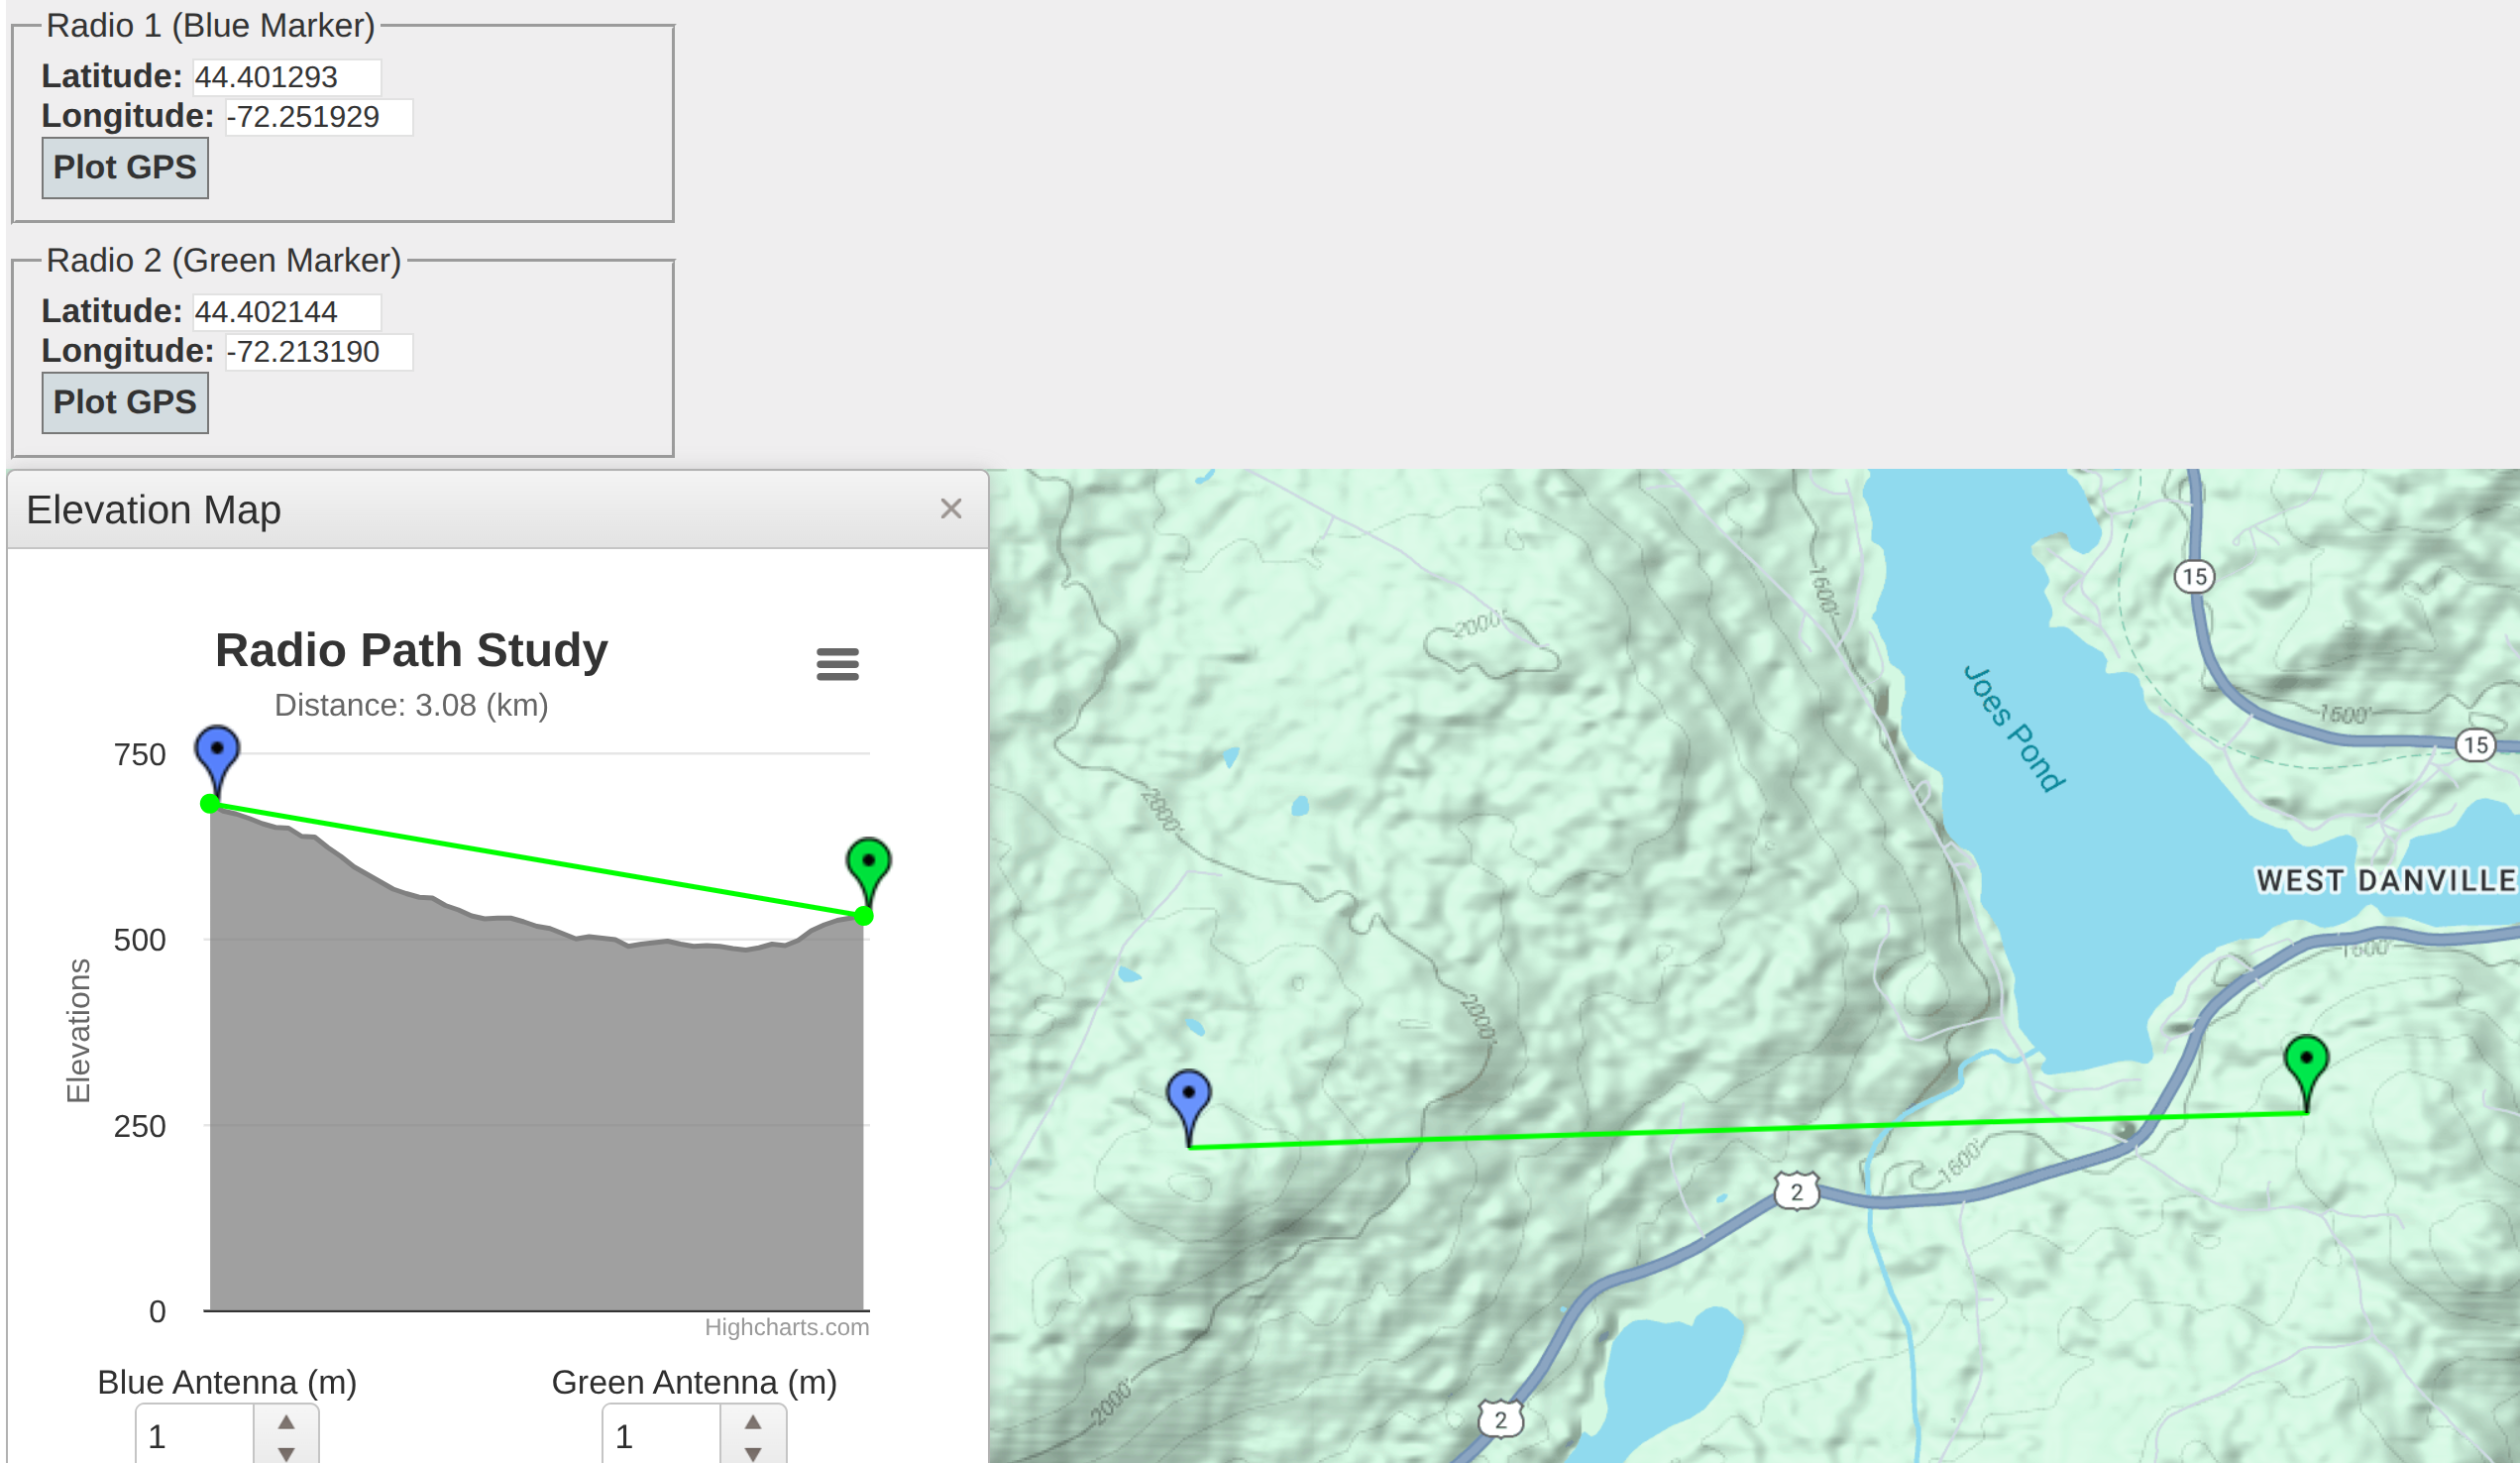 Radio 1 (Blue Marker)
Latitude: 44.401293
Longitude: -72.251929
Plot GPS
Radio 2 (Green Marker)
Latitude: 44.402144
Longitude: -72.213190
Plot GPS
Elevation Map
×
Radio Path Study
Distance: 3.08 (km)
750
500
250
0
Elevations
Highcharts.com
Blue Antenna (m)
Green Antenna (m)
1
1
1600'
15
2000'
Joes Pond
1600'
15
2000'
WEST DANVILLE
1600'
2000'
1600'
2
2000'
2